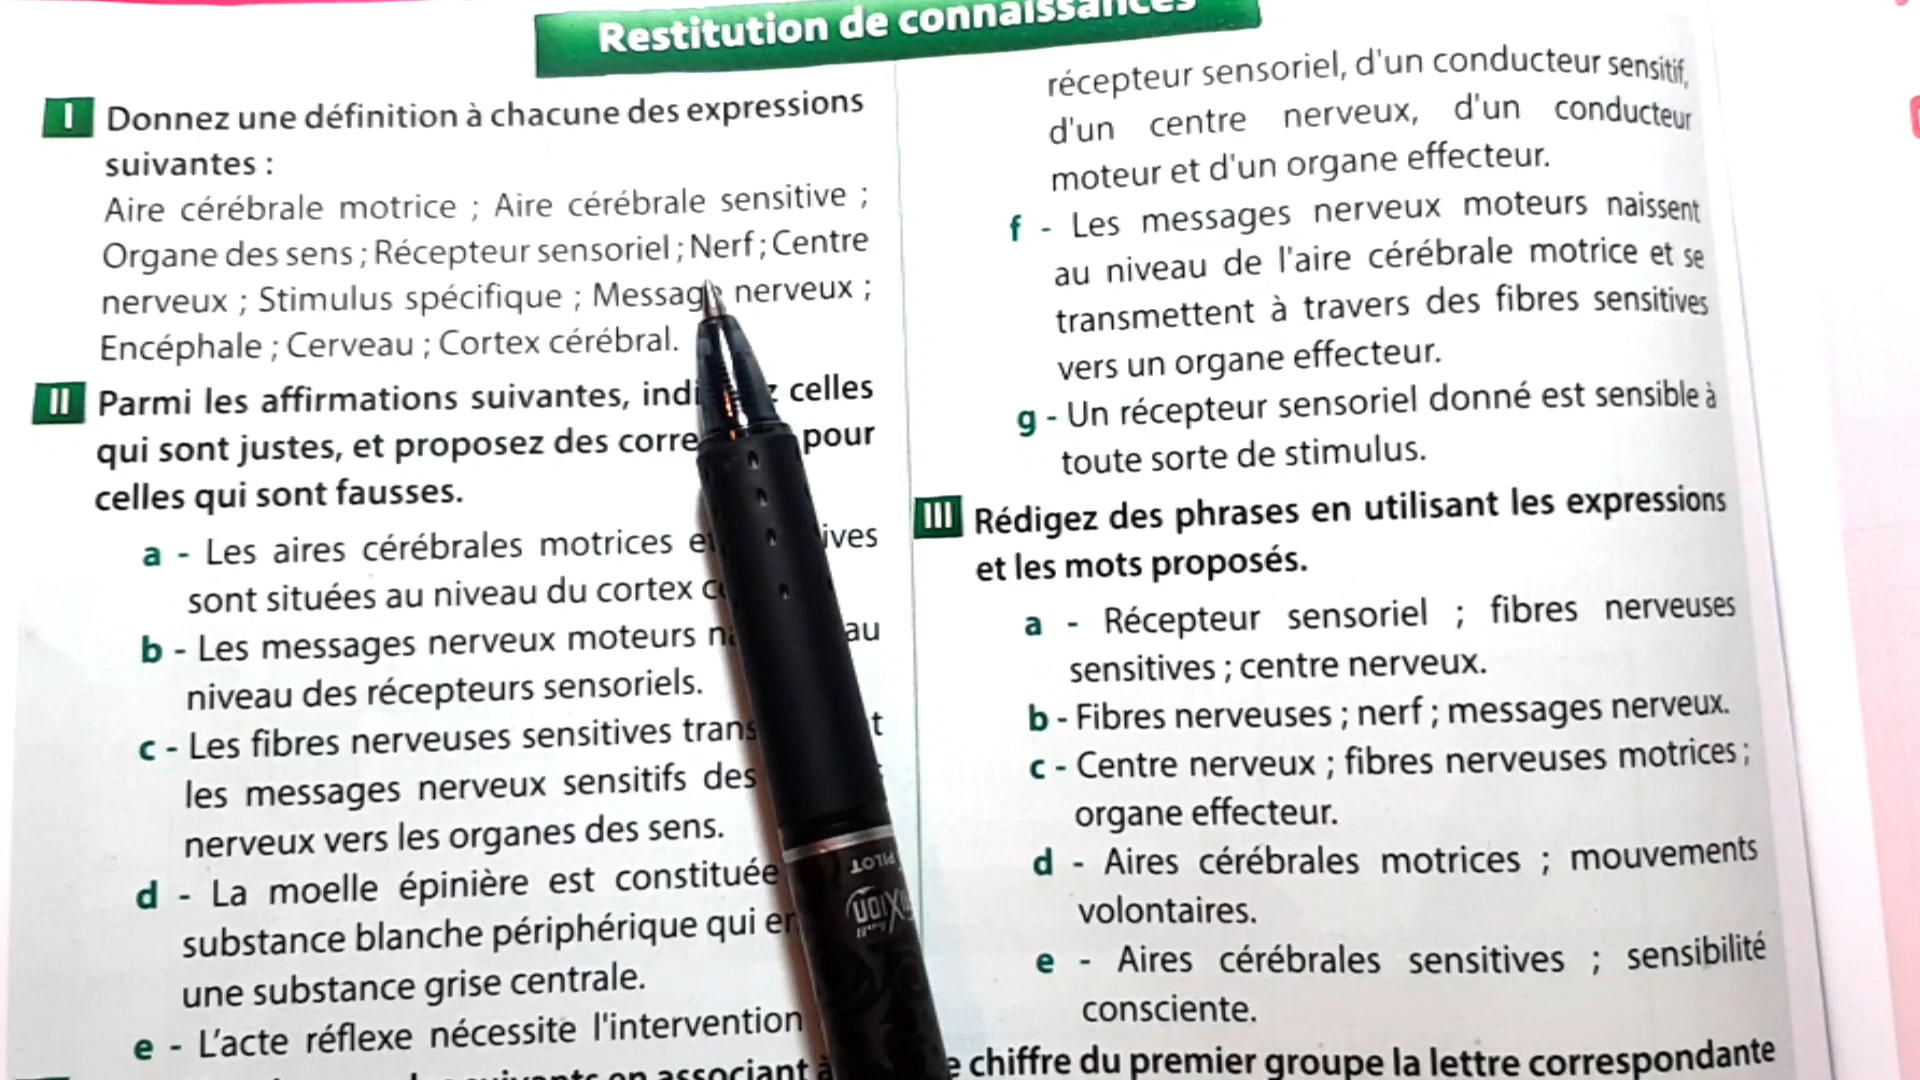 Restitution de connaissances
I Donnez une définition à chacune des expressions
suivantes :
Aire cérébrale motrice ; Aire cérébrale sensitive ;
Organe des sens ; Récepteur sensoriel ; Nerf ; Centre
nerveux ; Stimulus spécifique ; Message nerveux ;
Encéphale ; Cerveau ; Cortex cérébral.
II Parmi les affirmations suivantes, indi z celles
qui sont justes, et proposez des corre pour
celles qui sont fausses.
a - Les aires cérébrales motrices e ives
sont situées au niveau du cortex c
b - Les messages nerveux moteurs n au
niveau des récepteurs sensoriels.
c - Les fibres nerveuses sensitives trans t
les messages nerveux sensitifs des
nerveux vers les organes des sens.
d - La moelle épinière est constituée
substance blanche périphérique qui en
une substance grise centrale.
e - L'acte réflexe nécessite l'intervention
récepteur sensoriel, d'un conducteur sensitif,
d'un centre nerveux, d'un conducteur
moteur et d'un organe effecteur.
f - Les messages nerveux moteurs naissent
au niveau de l'aire cérébrale motrice et se
transmettent à travers des fibres sensitives
vers un organe effecteur.
g - Un récepteur sensoriel donné est sensible à
toute sorte de stimulus.
III Rédigez des phrases en utilisant les expressions
et les mots proposés.
a - Récepteur sensoriel ; fibres nerveuses
sensitives ; centre nerveux.
b - Fibres nerveuses ; nerf ; messages nerveux.
c - Centre nerveux ; fibres nerveuses motrices ;
organe effecteur.
d - Aires cérébrales motrices ; mouvements
volontaires.
e - Aires cérébrales sensitives ; sensibilité
consciente.
suivants en associant à e chiffre du premier groupe la lettre correspondante
PILOT